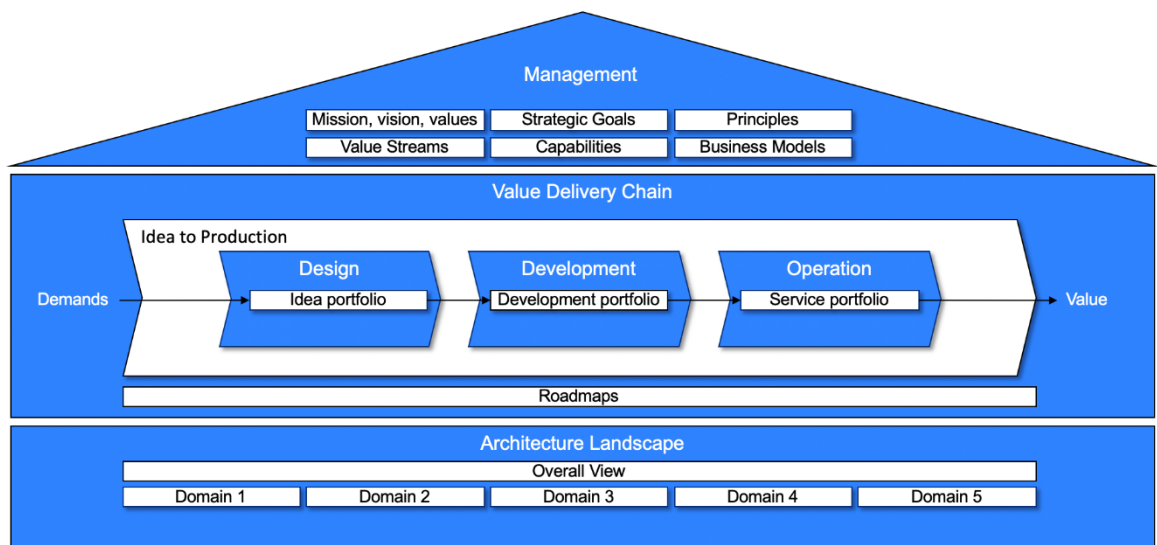 Management
Mission, vision, values
Strategic Goals
Principles
Value Streams
Capabilities
Business Models
Value Delivery Chain
Idea to Production
Design
Development
Operation
Demands
Idea portfolio
Development portfolio
Service portfolio
Value
Roadmaps
Architecture Landscape
Overall View
Domain 1
Domain 2
Domain 3
Domain 4
Domain 5